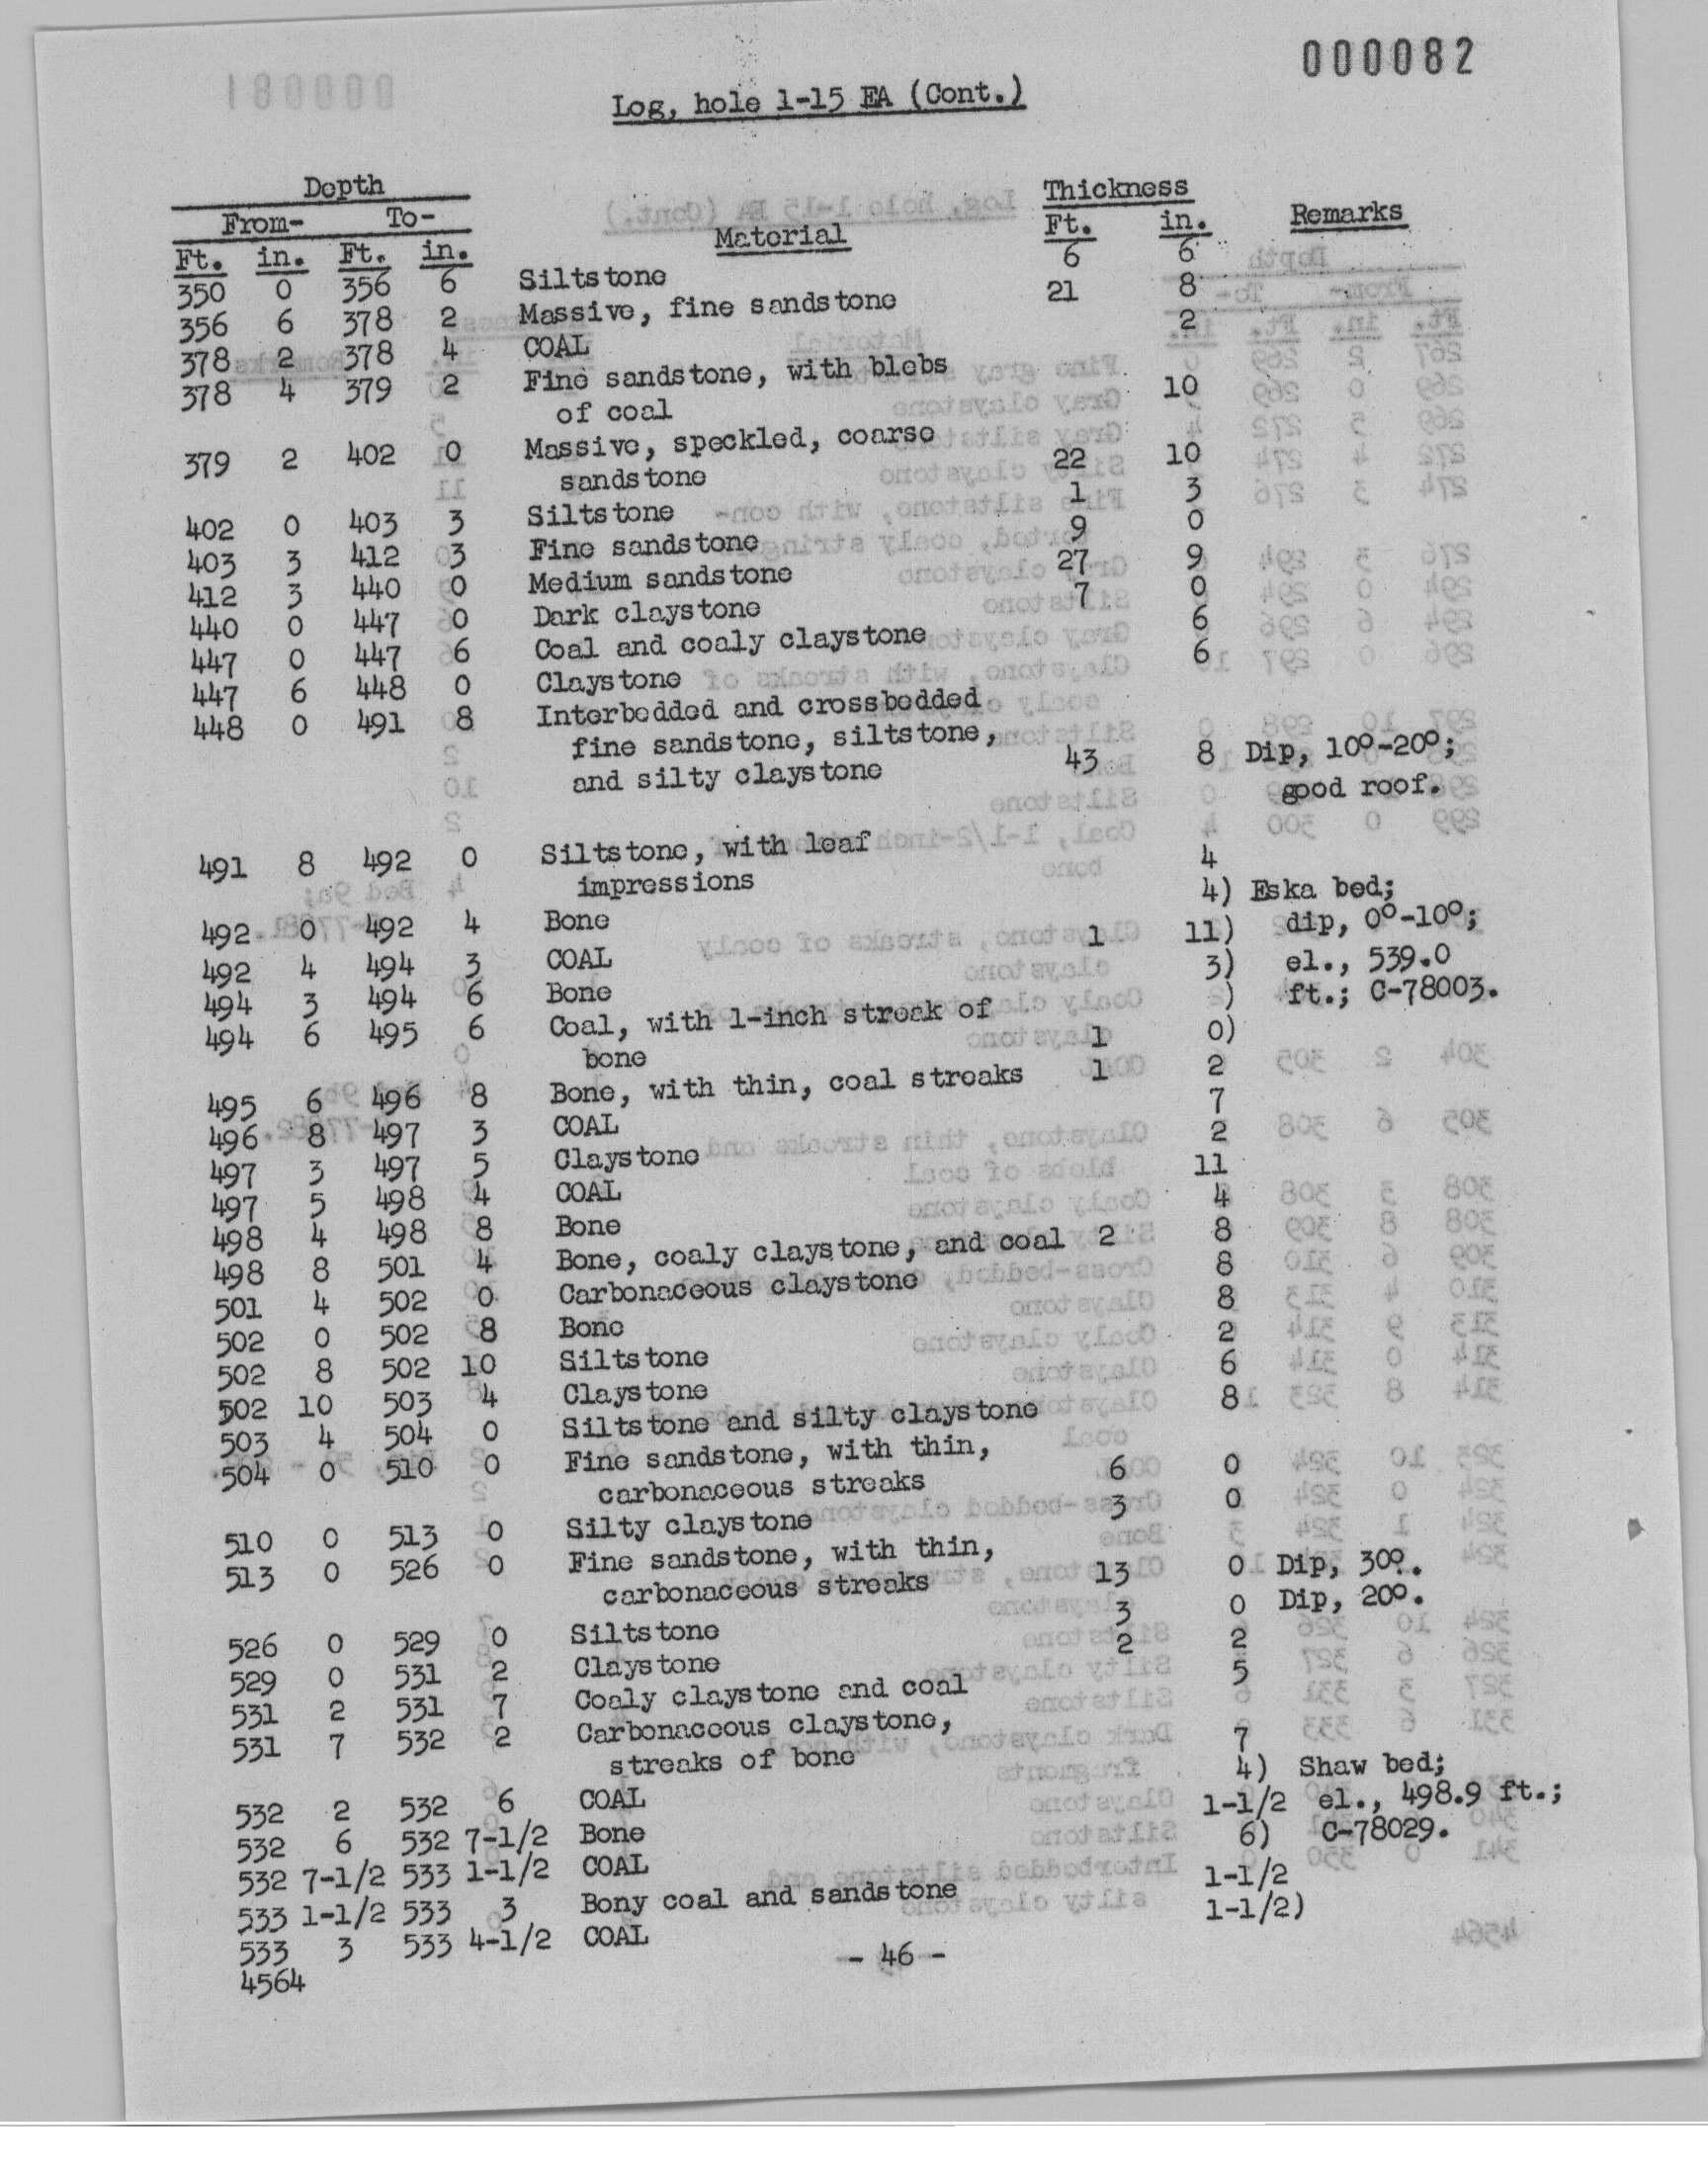 000082
Log, hole 1-15 EA (Cont.)
Depth Thickness
From- To- Material Ft. in. Remarks
Ft. in. Ft. in.
350 0 356 6 Siltstone 6 6
356 6 378 2 Massive, fine sandstone 21 8
378 2 378 4 COAL 2
378 4 379 2 Fine sandstone, with blebs
of coal 10
379 2 402 0 Massive, speckled, coarse
sandstone 22 10
402 0 403 3 Siltstone 1 3
403 3 412 3 Fine sandstone 9 0
412 3 440 0 Medium sandstone 27 9
440 0 447 0 Dark claystone 7 0
447 0 447 6 Coal and coaly claystone 6
447 6 448 0 Claystone 6
448 0 491 8 Interbedded and crossbedded
fine sandstone, siltstone,
and silty claystone 43 8 Dip, 10º-20º;
good roof.
491 8 492 0 Siltstone, with leaf
impressions 4
492 0 492 4 Bone 4) Eska bed;
492 4 494 3 COAL 1 11) dip, 0º-10º;
494 3 494 6 Bone 3) el., 539.0
494 6 495 6 Coal, with 1-inch streak of ) ft.; C-78003.
bone 1 0)
495 6 496 8 Bone, with thin, coal streaks 1 2
496 8 497 3 COAL 7
497 3 497 5 Claystone 2
497 5 498 4 COAL 11
498 4 498 8 Bone 4
498 8 501 4 Bone, coaly claystone, and coal 2 8
501 4 502 0 Carbonaceous claystone 8
502 0 502 8 Bone 8
502 8 502 10 Siltstone 2
502 10 503 4 Claystone 6
503 4 504 0 Siltstone and silty claystone 8
504 0 510 0 Fine sandstone, with thin,
carbonaceous streaks 6 0
510 0 513 0 Silty claystone 3 0
513 0 526 0 Fine sandstone, with thin,
carbonaceous streaks 13 0 Dip, 30º.
526 0 529 0 Siltstone 3 0 Dip, 20º.
529 0 531 2 Claystone 2 2
531 2 531 7 Coaly claystone and coal 5
531 7 532 2 Carbonaceous claystone,
streaks of bone 7
532 2 532 6 COAL 4) Shaw bed;
532 6 532 7-1/2 Bone 1-1/2 el., 498.9 ft.;
532 7-1/2 533 1-1/2 COAL 6) C-78029.
533 1-1/2 533 3 Bony coal and sandstone 1-1/2
533 3 533 4-1/2 COAL 1-1/2)
4564
- 46 -